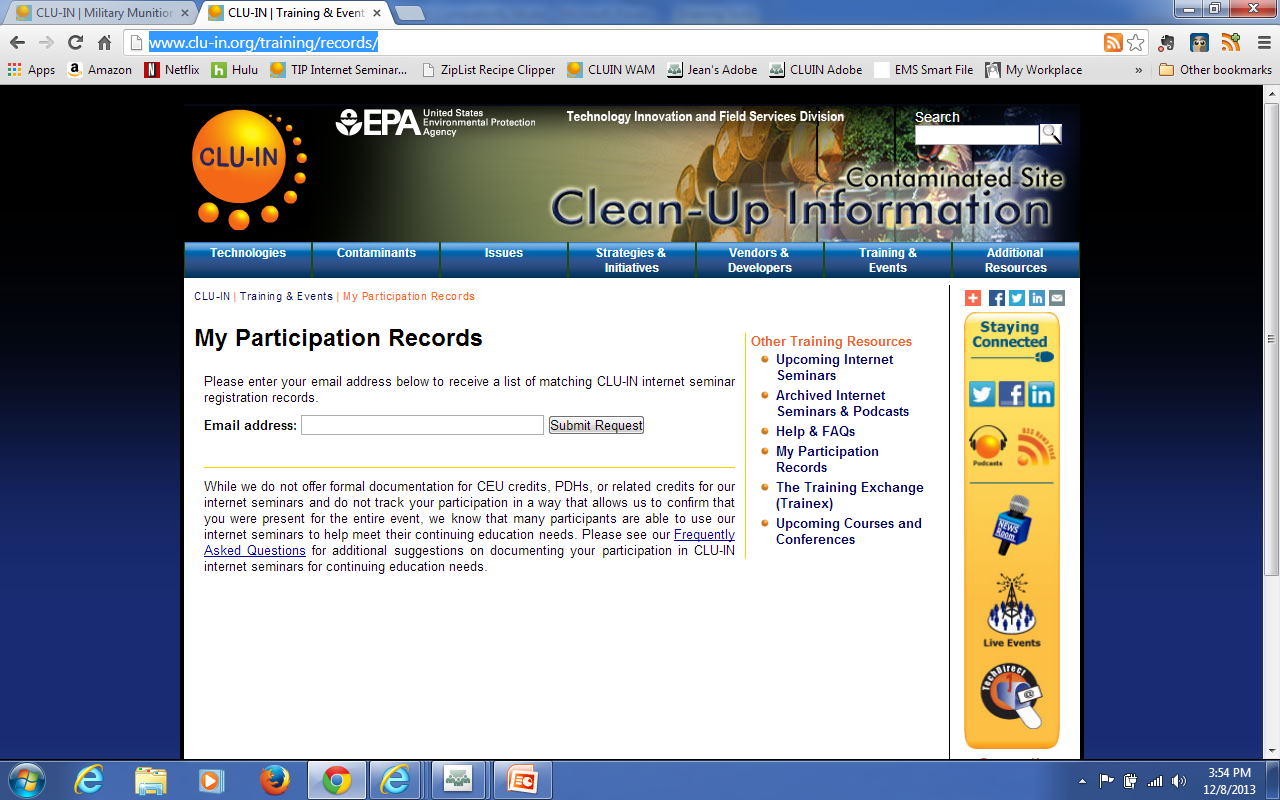 CLU-IN | Military Munition
CLU-IN | Training & Event
www.clu-in.org/training/records/
Apps Amazon Netflix Hulu TIP Internet Seminar... ZipList Recipe Clipper CLUIN WAM Jean's Adobe CLUIN Adobe EMS Smart File My Workplace » Other bookmarks
CLU-IN
EPA United States
Environmental Protection
Agency
Technology Innovation and Field Services Division
Search
Contaminated Site
Clean-Up Information
Technologies
Contaminants
Issues
Strategies &
Initiatives
Vendors &
Developers
Training &
Events
Additional
Resources
CLU-IN | Training & Events | My Participation Records
My Participation Records
Please enter your email address below to receive a list of matching CLU-IN internet seminar
registration records.
Email address: Submit Request
While we do not offer formal documentation for CEU credits, PDHs, or related credits for our
internet seminars and do not track your participation in a way that allows us to confirm that
you were present for the entire event, we know that many participants are able to use our
internet seminars to help meet their continuing education needs. Please see our Frequently
Asked Questions for additional suggestions on documenting your participation in CLU-IN
internet seminars for continuing education needs.
Other Training Resources
Upcoming Internet
Seminars
Archived Internet
Seminars & Podcasts
Help & FAQs
My Participation
Records
The Training Exchange
(Trainex)
Upcoming Courses and
Conferences
Staying
Connected
Podcasts
RSS News Feed
NEWS
ROOM
Live Events
TechDirect
3:54 PM
12/8/2013